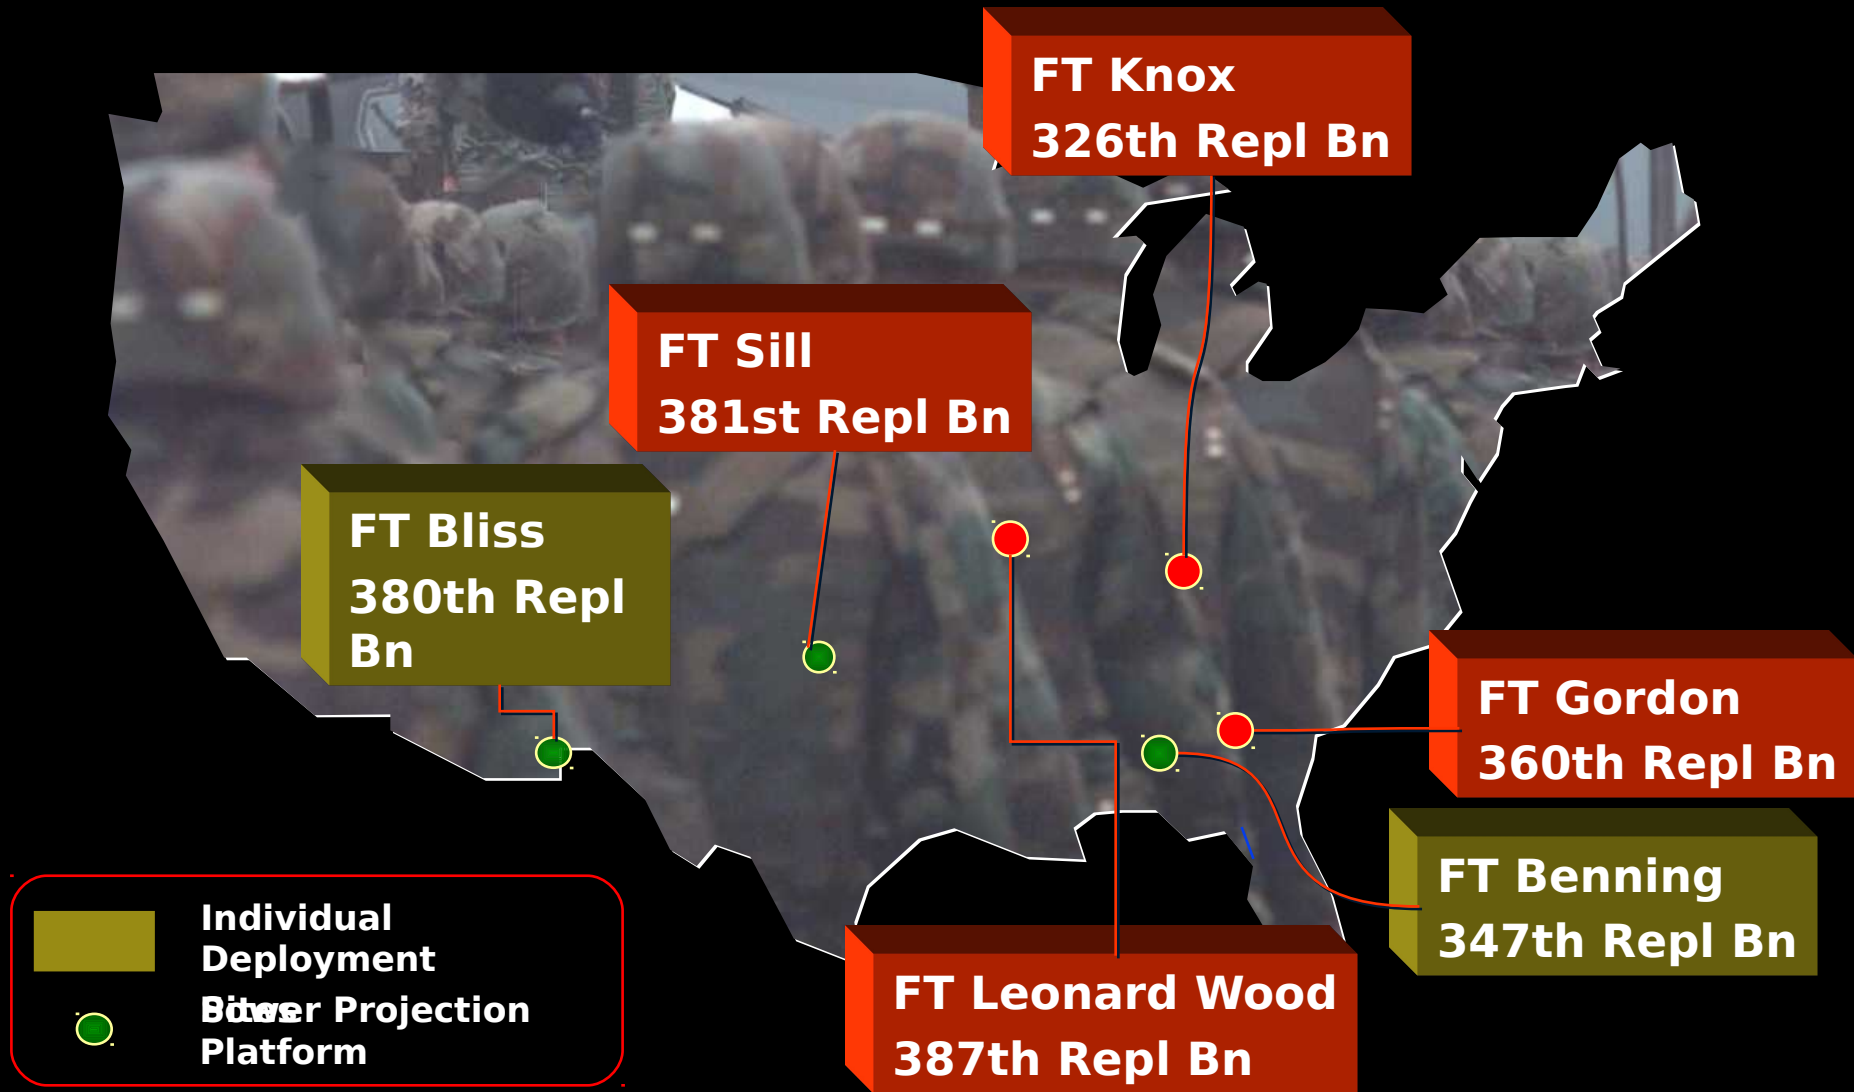 FT Knox
326th Repl Bn
FT Sill
381st Repl Bn
FT Bliss
380th Repl
Bn
FT Gordon
360th Repl Bn
FT Benning
347th Repl Bn
FT Leonard Wood
387th Repl Bn
Individual
Deployment
Sites
Power Projection
Platform